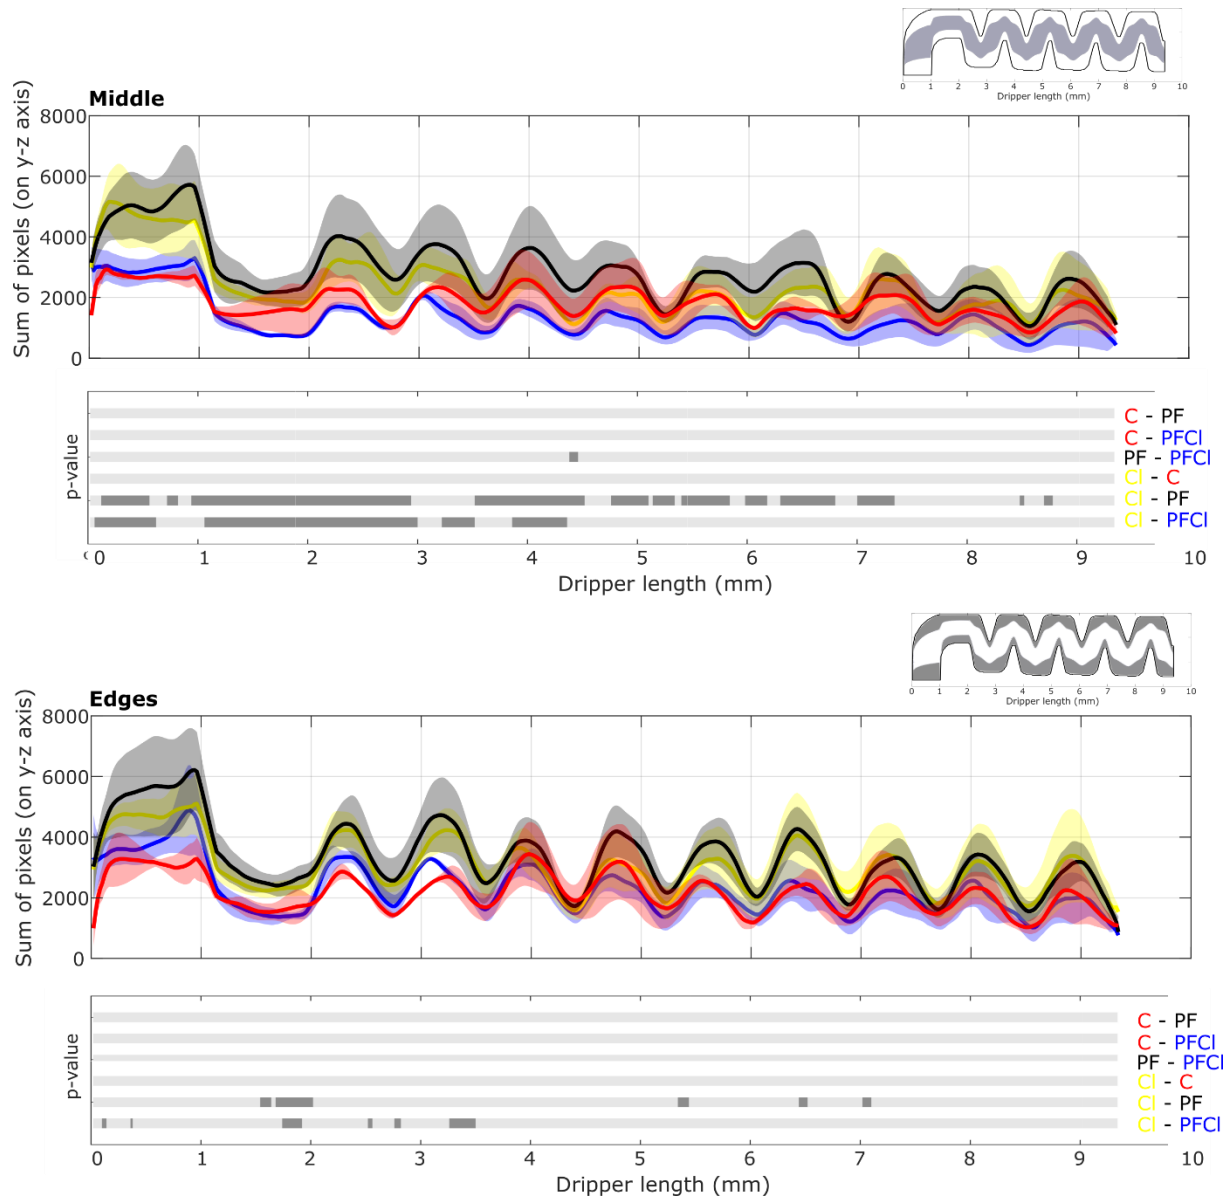 0 1 2 3 4 5 6 7 8 9 10
Dripper length (mm)
Middle
Sum of pixels (on y-z axis)
8000
6000
4000
2000
0
p-value
C - PF
C - PFCl
PF - PFCl
Cl - C
Cl - PF
Cl - PFCl
0 1 2 3 4 5 6 7 8 9 10
Dripper length (mm)
0 1 2 3 4 5 6 7 8 9 10
Dripper length (mm)
Edges
Sum of pixels (on y-z axis)
8000
6000
4000
2000
0
p-value
C - PF
C - PFCl
PF - PFCl
Cl - C
Cl - PF
Cl - PFCl
0 1 2 3 4 5 6 7 8 9 10
Dripper length (mm)